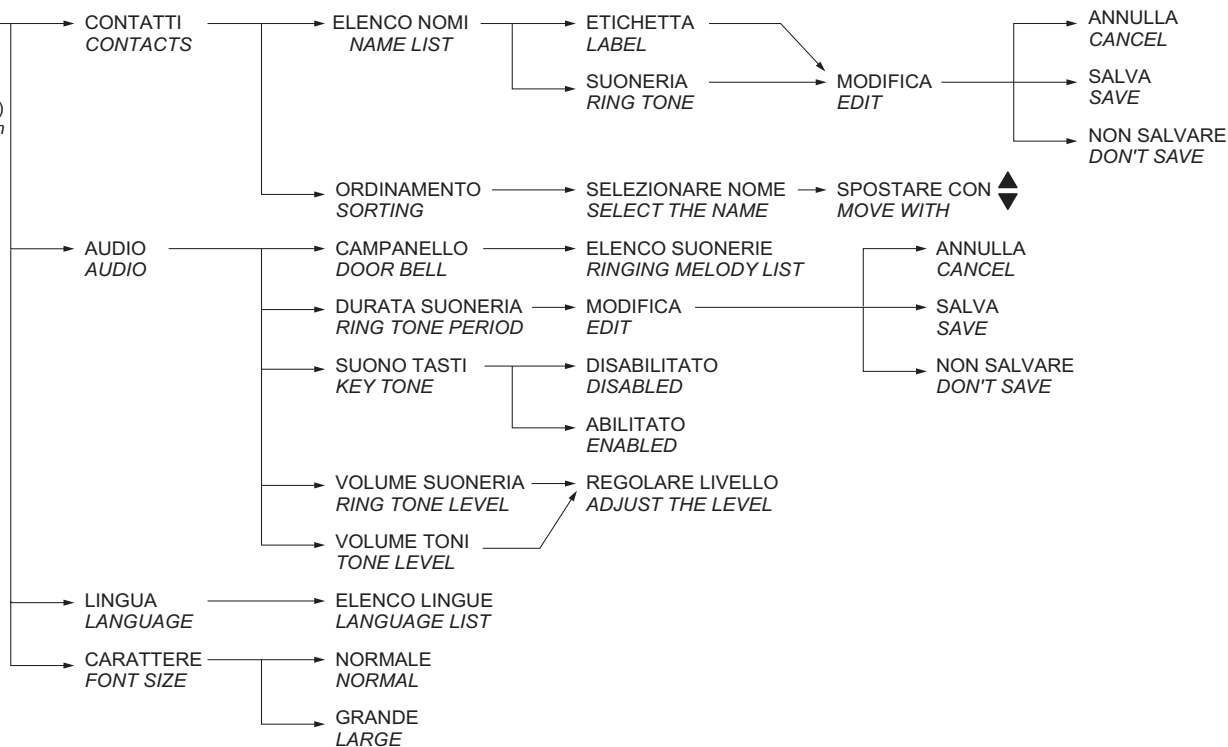 CONTATTI
CONTACTS
ELENCO NOMI
NAME LIST
ETICHETTA
LABEL
ANNULLA
CANCEL
SUONERIA
RING TONE
MODIFICA
EDIT
SALVA
SAVE
)
n
NON SALVARE
DON'T SAVE
ORDINAMENTO
SORTING
SELEZIONARE NOME
SELECT THE NAME
SPOSTARE CON
MOVE WITH
AUDIO
AUDIO
CAMPANELLO
DOOR BELL
ELENCO SUONERIE
RINGING MELODY LIST
ANNULLA
CANCEL
DURATA SUONERIA
RING TONE PERIOD
MODIFICA
EDIT
SALVA
SAVE
SUONO TASTI
KEY TONE
DISABILITATO
DISABLED
NON SALVARE
DON'T SAVE
ABILITATO
ENABLED
VOLUME SUONERIA
RING TONE LEVEL
REGOLARE LIVELLO
ADJUST THE LEVEL
VOLUME TONI
TONE LEVEL
LINGUA
LANGUAGE
ELENCO LINGUE
LANGUAGE LIST
CARATTERE
FONT SIZE
NORMALE
NORMAL
GRANDE
LARGE